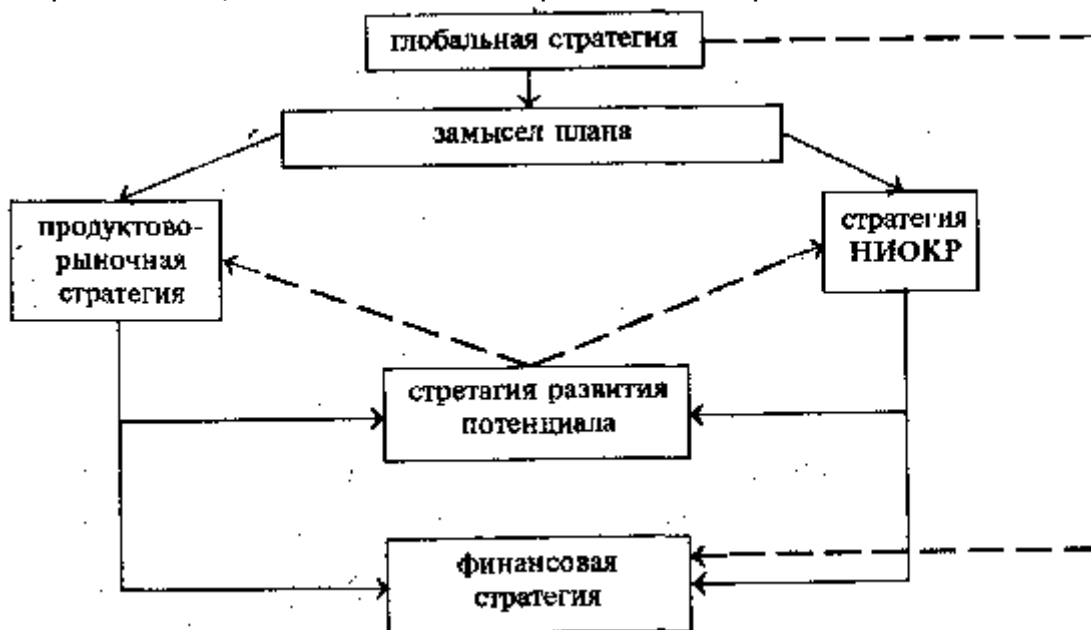 глобальная стратегия
замысел плана
продуктово-
рыночная
стратегия
стратегия
НИОКР
стретагия развития
потенциала
финансовая
стратегия